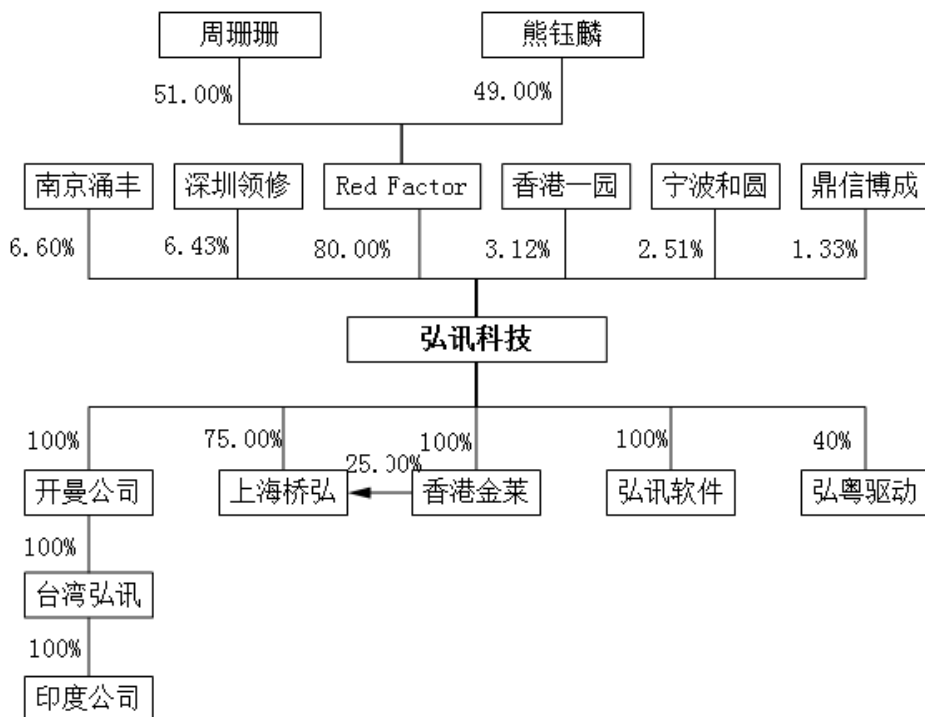 周珊珊 熊钰麟
51.00% 49.00%
南京涌丰 深圳领修 Red Factor 香港一园 宁波和圆 鼎信博成
6.60% 6.43% 80.00% 3.12% 2.51% 1.33%
弘讯科技
100% 75.00% 100% 100% 40%
25.00%
开曼公司 上海桥弘 香港金莱 弘讯软件 弘粤驱动
100%
台湾弘讯
100%
印度公司